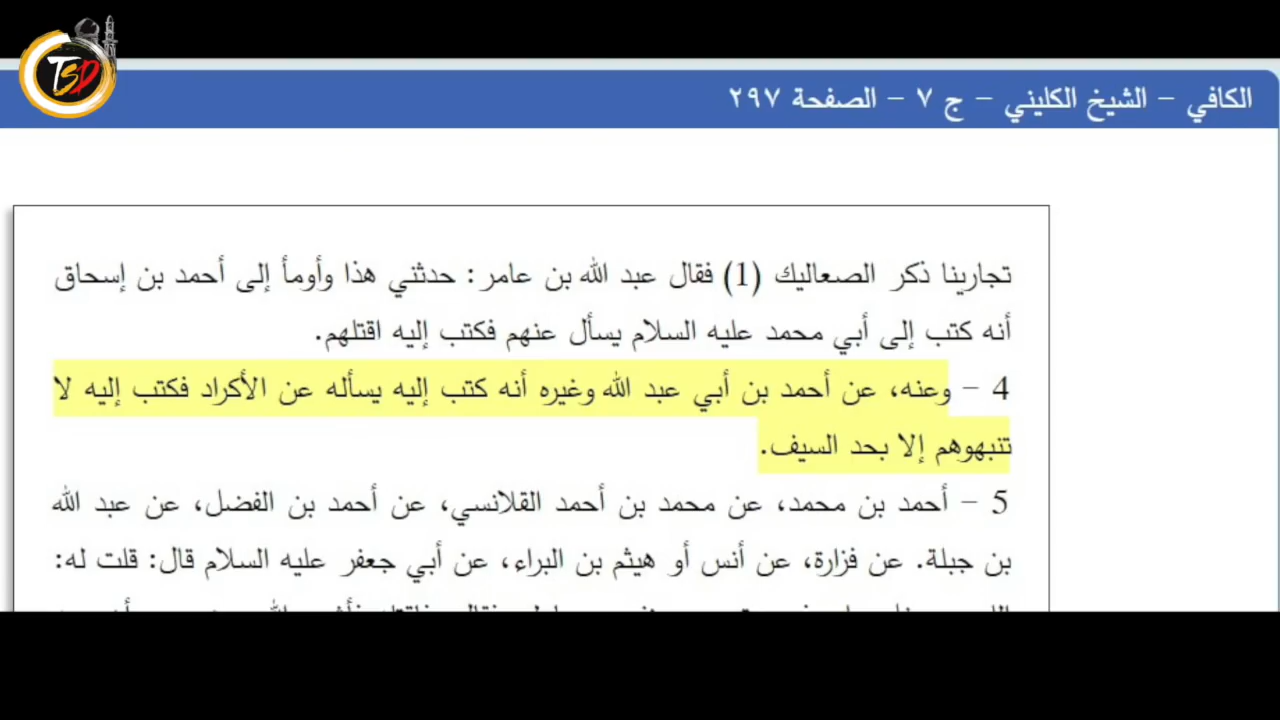 TSD
الكافي – الشيخ الكليني – ج ٧ – الصفحة ٢٩٧
تجارينا ذكر الصعاليك (1) فقال عبد الله بن عامر: حدثني هذا وأومأ إلى أحمد بن إسحاق
أنه كتب إلى أبي محمد عليه السلام يسأل عنهم فكتب إليه اقتلهم.
4 – وعنه، عن أحمد بن أبي عبد الله وغيره أنه كتب إليه يسأله عن الأكراد فكتب إليه لا
تنبهوهم إلا بحد السيف.
5 – أحمد بن محمد، عن محمد بن أحمد القلانسي، عن أحمد بن الفضل، عن عبد الله
بن جبلة. عن فزارة، عن أنس أو هيثم بن البراء، عن أبي جعفر عليه السلام قال: قلت له: